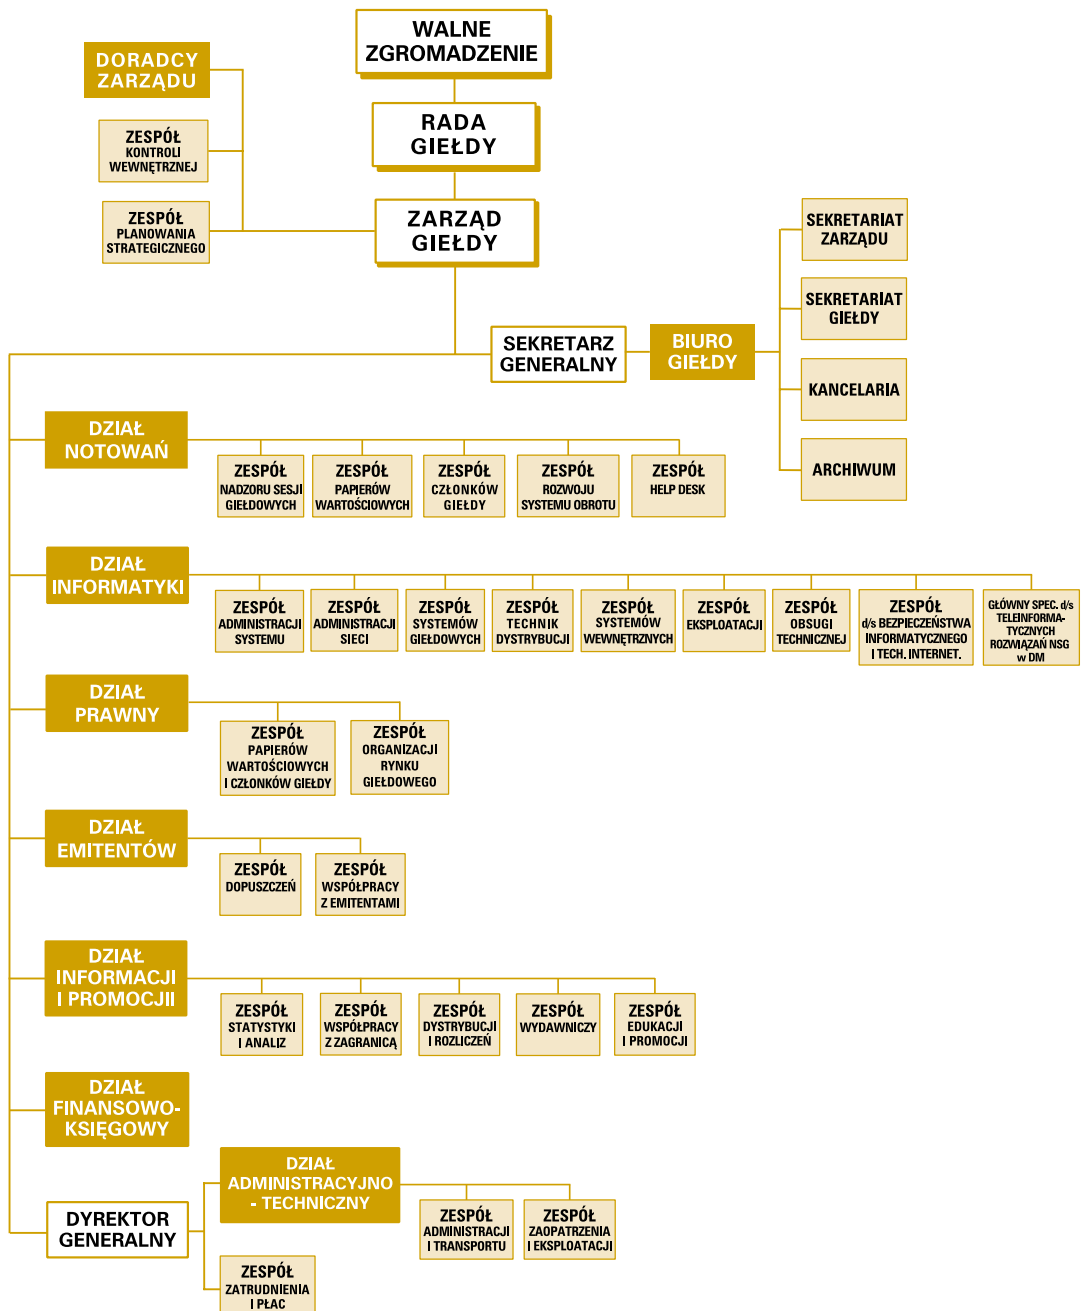 WALNE
ZGROMADZENIE
DORADCY
ZARZĄDU
RADA
GIEŁDY
ZESPÓŁ
KONTROLI
WEWNĘTRZNEJ
ZESPÓŁ
PLANOWANIA
STRATEGICZNEGO
ZARZĄD
GIEŁDY
SEKRETARZ
GENERALNY
BIURO
GIEŁDY
SEKRETARIAT
ZARZĄDU
SEKRETARIAT
GIEŁDY
KANCELARIA
ARCHIWUM
DZIAŁ
NOTOWAŃ
ZESPÓŁ
NADZORU SESJI
GIEŁDOWYCH
ZESPÓŁ
PAPIERÓW
WARTOŚCIOWYCH
ZESPÓŁ
CZŁONKÓW
GIEŁDY
ZESPÓŁ
ROZWOJU
SYSTEMU OBROTU
ZESPÓŁ
HELP DESK
DZIAŁ
INFORMATYKI
ZESPÓŁ
ADMINISTRACJI
SYSTEMU
ZESPÓŁ
ADMINISTRACJI
SIECI
ZESPÓŁ
SYSTEMÓW
GIEŁDOWYCH
ZESPÓŁ
TECHNIK
DYSTRYBUCJI
ZESPÓŁ
SYSTEMÓW
WEWNĘTRZNYCH
ZESPÓŁ
EKSPLOATACJI
ZESPÓŁ
OBSUGI
TECHNICZNEJ
ZESPÓŁ
d/s BEZPIECZEŃSTWA
INFORMATYCZNEGO
I TECH. INTERNET.
GŁÓWNY SPEC. d/s
TELEINFORMA-
TYCZNYCH
ROZWIĄZAŃ NSG
w DM
DZIAŁ
PRAWNY
ZESPÓŁ
PAPIERÓW
WARTOŚCIOWYCH
I CZŁONKÓW GIEŁDY
ZESPÓŁ
ORGANIZACJI
RYNKU
GIEŁDOWEGO
DZIAŁ
EMITENTÓW
ZESPÓŁ
DOPUSZCZEŃ
ZESPÓŁ
WSPÓŁPRACY
Z EMITENTAMI
DZIAŁ
INFORMACJI
I PROMOCJII
ZESPÓŁ
STATYSTYKI
I ANALIZ
ZESPÓŁ
WSPÓŁPRACY
Z ZAGRANICĄ
ZESPÓŁ
DYSTRYBUCJI
I ROZLICZEŃ
ZESPÓŁ
WYDAWNICZY
ZESPÓŁ
EDUKACJI
I PROMOCJI
DZIAŁ
FINANSOWO-
KSIĘGOWY
DYREKTOR
GENERALNY
DZIAŁ
ADMINISTRACYJNO
- TECHNICZNY
ZESPÓŁ
ADMINISTRACJI
I TRANSPORTU
ZESPÓŁ
ZAOPATRZENIA
I EKSPLOATACJI
ZESPÓŁ
ZATRUDNIENIA
I PŁAC